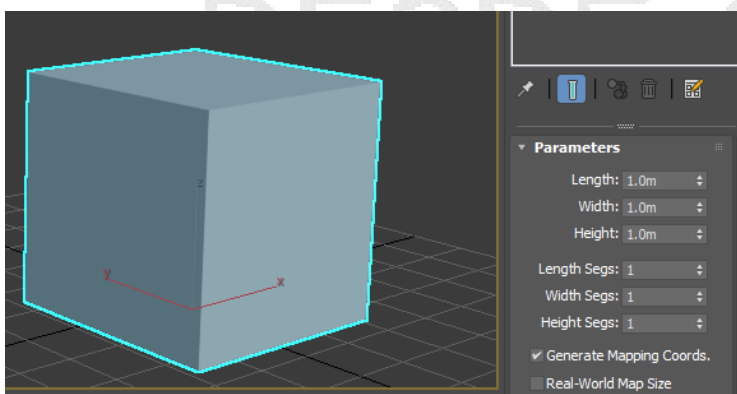 Parameters
Length: 1.0m
Width: 1.0m
Height: 1.0m
Length Segs: 1
Width Segs: 1
Height Segs: 1
Generate Mapping Coords.
Real-World Map Size
z
y
x